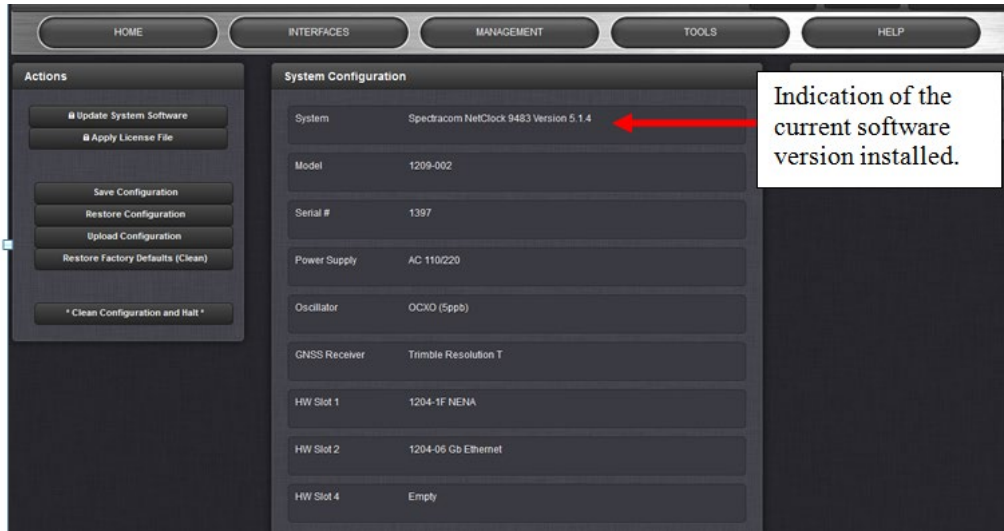 HOME INTERFACES MANAGEMENT TOOLS HELP
Actions
Update System Software
Apply License File
Save Configuration
Restore Configuration
Upload Configuration
Restore Factory Defaults (Clean)
* Clean Configuration and Halt *
System Configuration
System Spectracom NetClock 9483 Version 5.1.4
Model 1209-002
Serial # 1397
Power Supply AC 110/220
Oscillator OCXO (5ppb)
GNSS Receiver Trimble Resolution T
HW Slot 1 1204-1F NENA
HW Slot 2 1204-06 Gb Ethernet
HW Slot 4 Empty
Indication of the
current software
version installed.